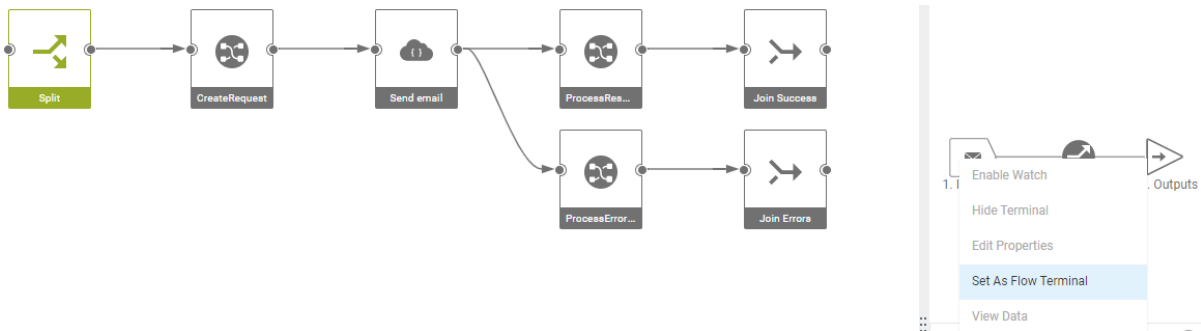 Split
CreateRequest
Send email
ProcessRes...
Join Success
ProcessError...
Join Errors
1. 
. Outputs
Enable Watch
Hide Terminal
Edit Properties
Set As Flow Terminal
View Data